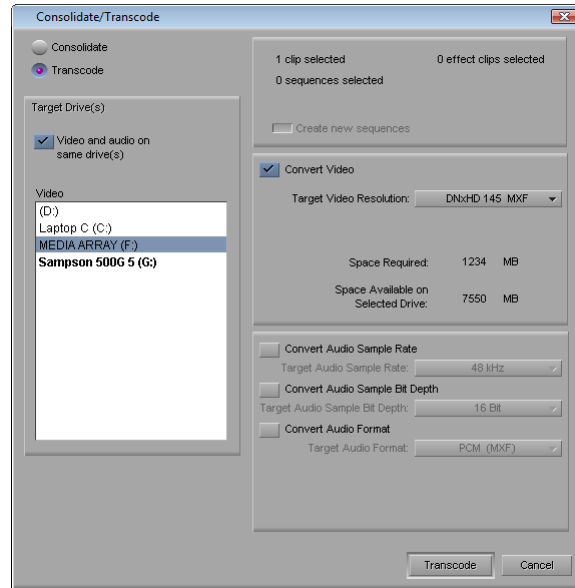 Consolidate/Transcode
Consolidate
Transcode
Target Drive(s)
Video and audio on
same drive(s)
Video
(D:)
Laptop C (C:)
MEDIA ARRAY (F:)
Sampson 500G 5 (G:)
1 clip selected 0 effect clips selected
0 sequences selected
Create new sequences
Convert Video
Target Video Resolution: DNxHD 145 MXF
Space Required: 1234 MB
Space Available on
Selected Drive: 7550 MB
Convert Audio Sample Rate
Target Audio Sample Rate: 48 kHz
Convert Audio Sample Bit Depth
Target Audio Sample Bit Depth: 16 Bit
Convert Audio Format
Target Audio Format: PCM (MXF)
Transcode Cancel